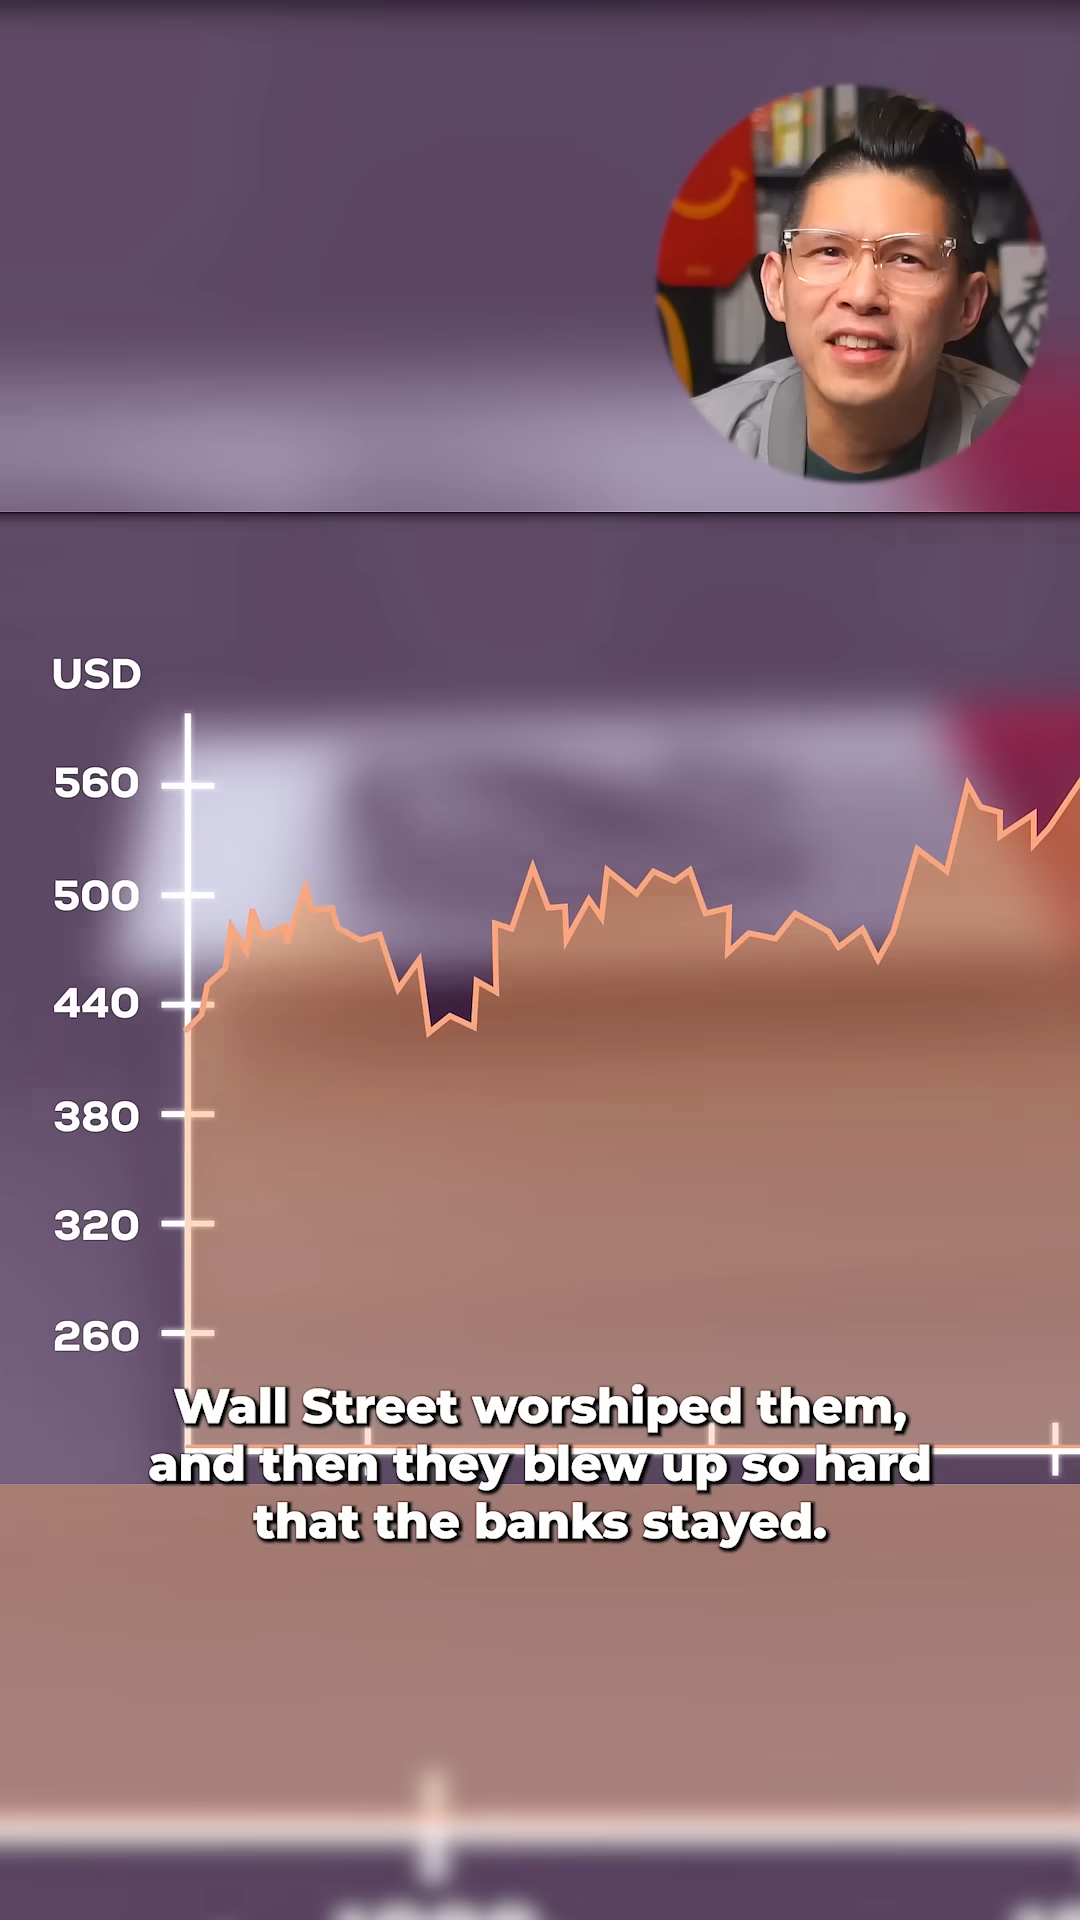 USD
560
500
440
380
320
260
Wall Street worshiped them,
and then they blew up so hard
that the banks stayed.